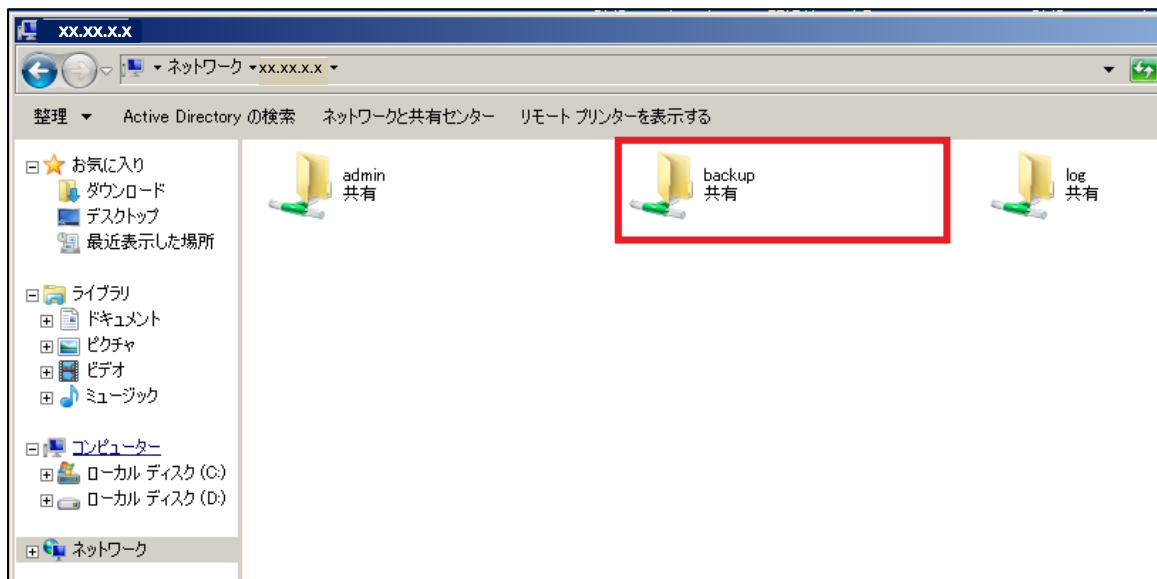 xx.xx.x.x
ネットワーク xx.xx.x.x
整理 Active Directory の検索 ネットワークと共有センター リモート プリンターを表示する
お気に入り
ダウンロード
デスクトップ
最近表示した場所
ライブラリ
ドキュメント
ピクチャ
ビデオ
ミュージック
コンピューター
ローカル ディスク (C:)
ローカル ディスク (D:)
ネットワーク
admin
共有
backup
共有
log
共有